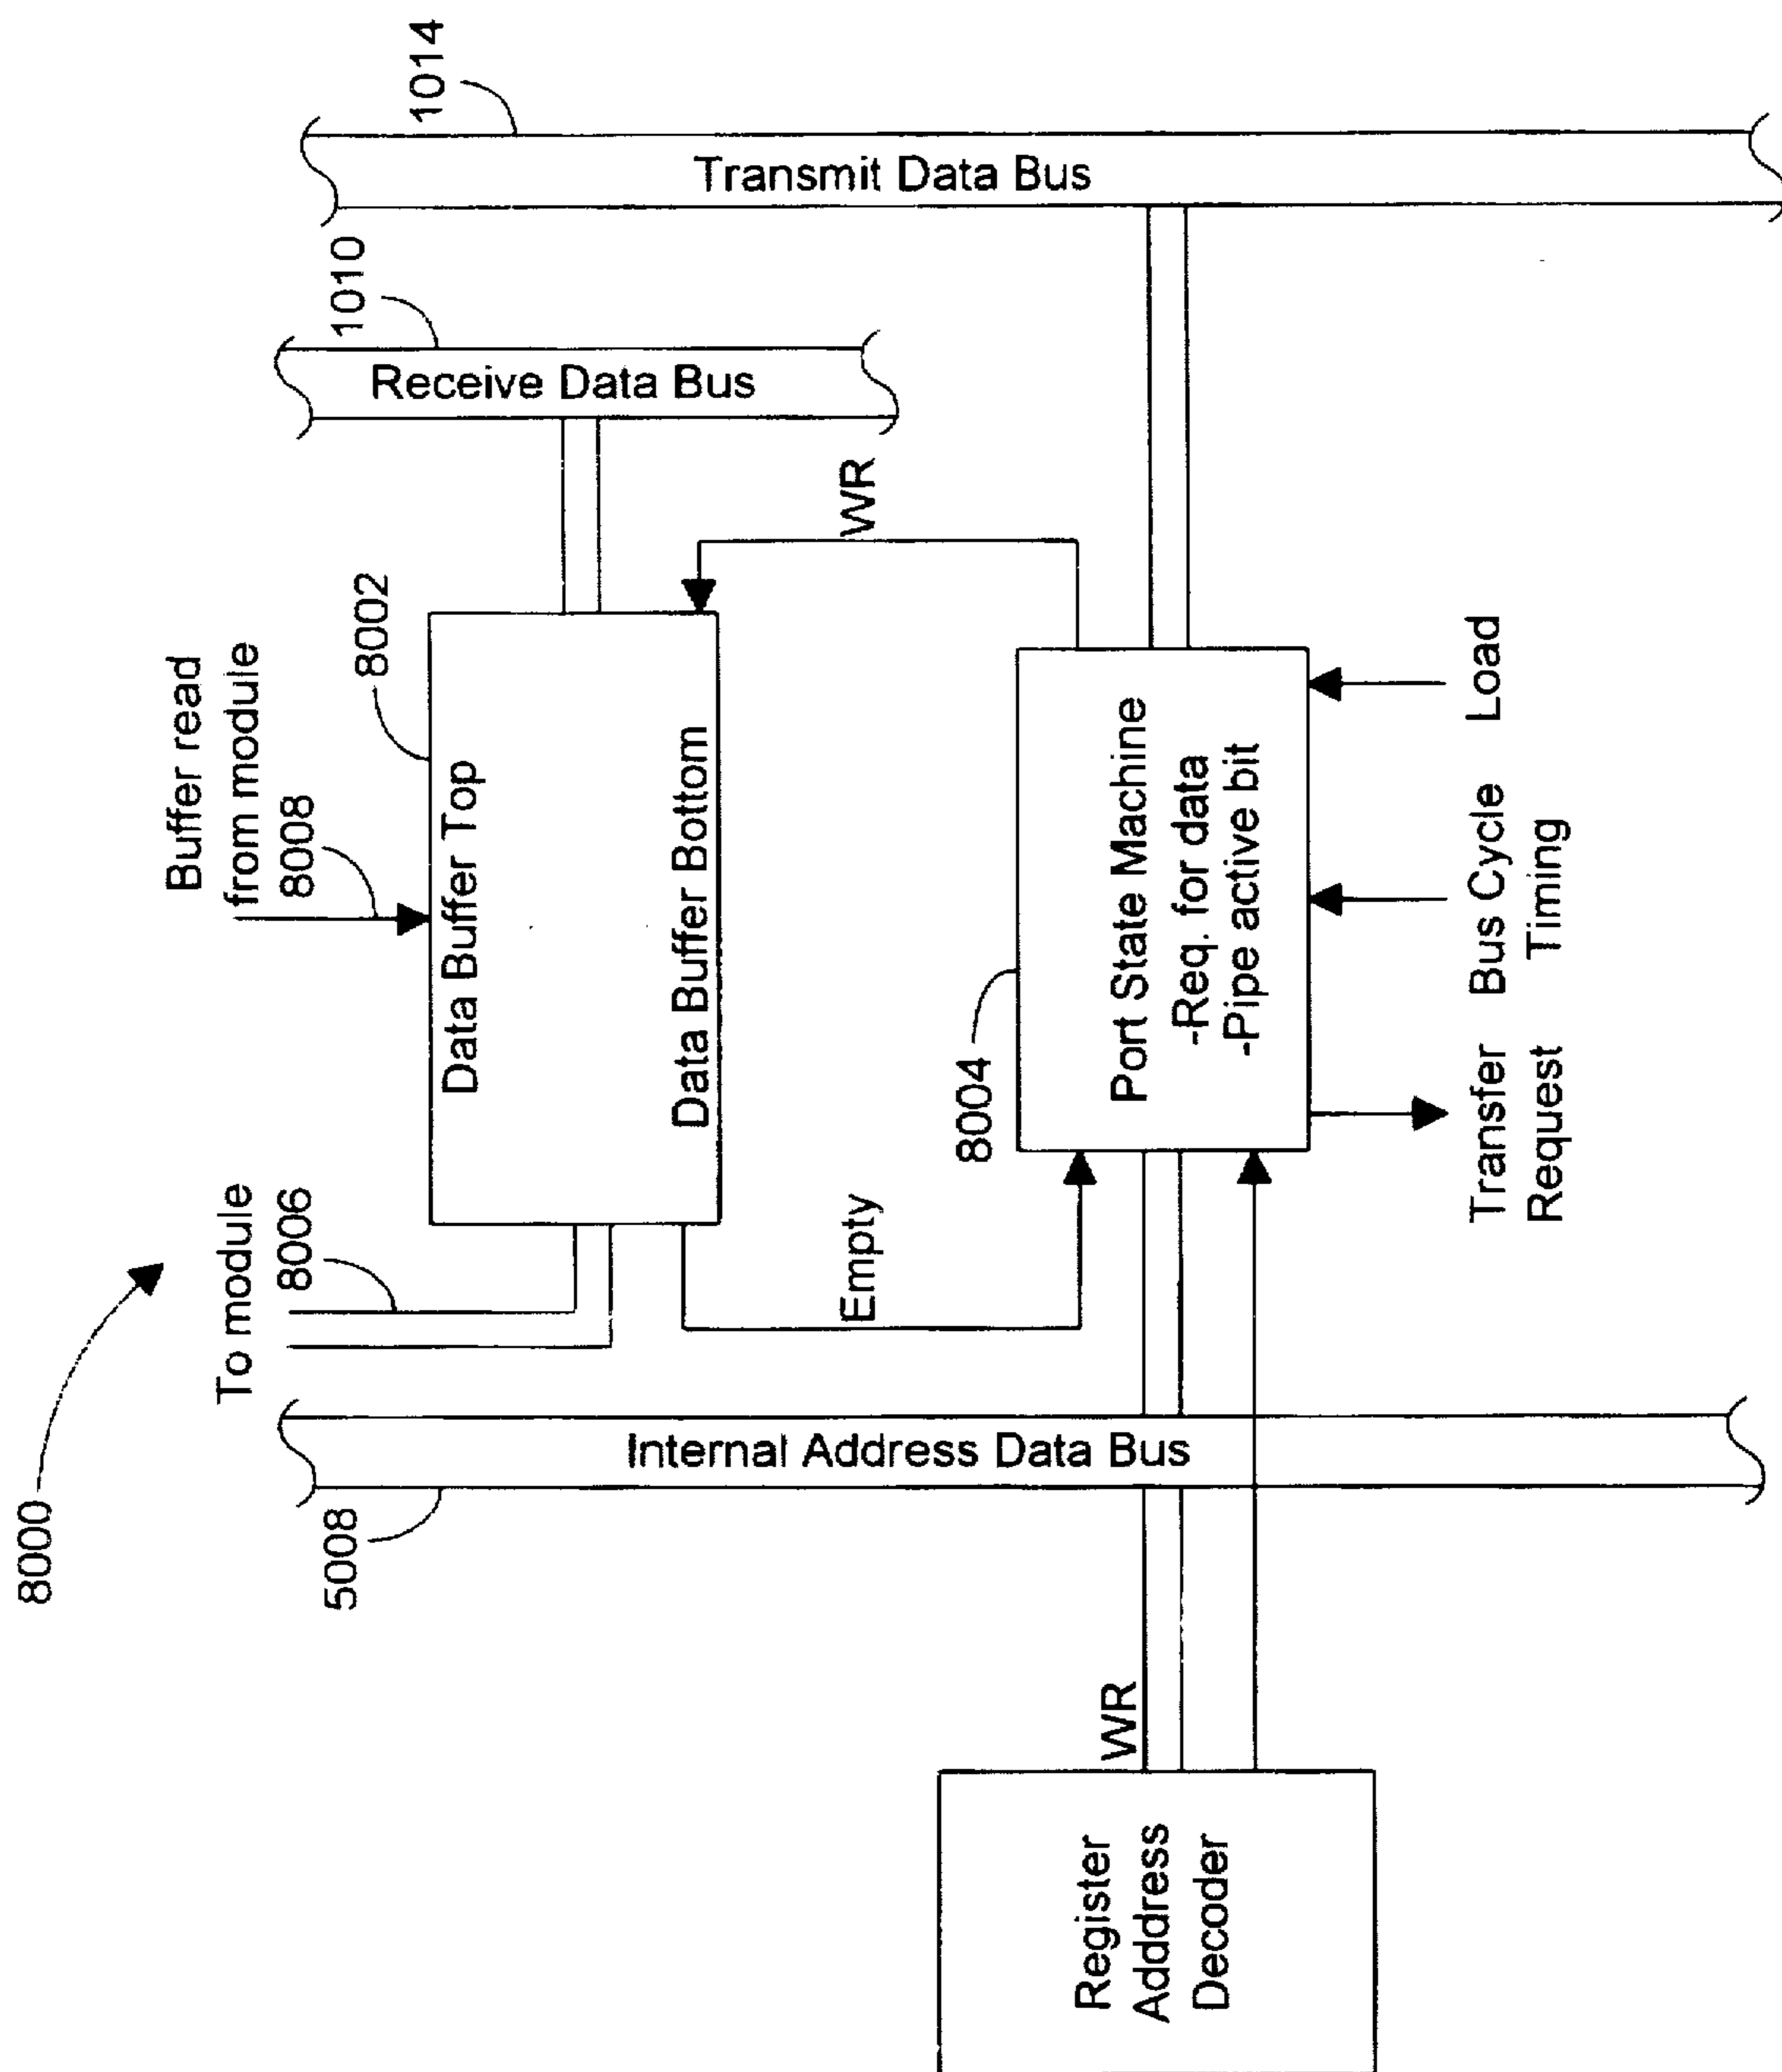 8000
To module
8006
Buffer read
from module
8008
8002
1010
1014
5008
Internal Address Data Bus
Data Buffer Top
Data Buffer Bottom
Receive Data Bus
Transmit Data Bus
Empty
WR
8004
Port State Machine
-Req. for data
-Pipe active bit
WR
Register
Adddress
Decoder
Transfer
Request
Bus Cycle
Timing
Load